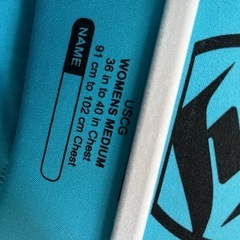 NAME
USCG
WOMENS MEDIUM
36 in to 40 in Chest
91 cm to 102 cm Chest